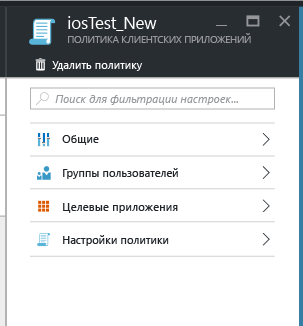 iosTest_New
ПОЛИТИКА КЛИЕНТСКИХ ПРИЛОЖЕНИЙ
Удалить политику
Поиск для фильтрации настроек...
Общие
Группы пользователей
Целевые приложения
Настройки политики